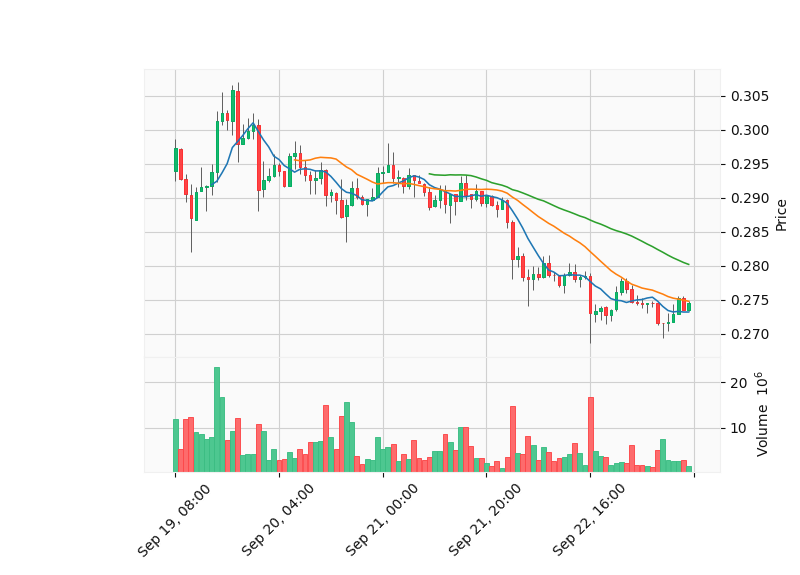 0.305
0.300
0.295
0.290
0.285
0.280
0.275
0.270
Price
20
10
Volume 10^6
Sep 19, 08:00
Sep 20, 04:00
Sep 21, 00:00
Sep 21, 20:00
Sep 22, 16:00